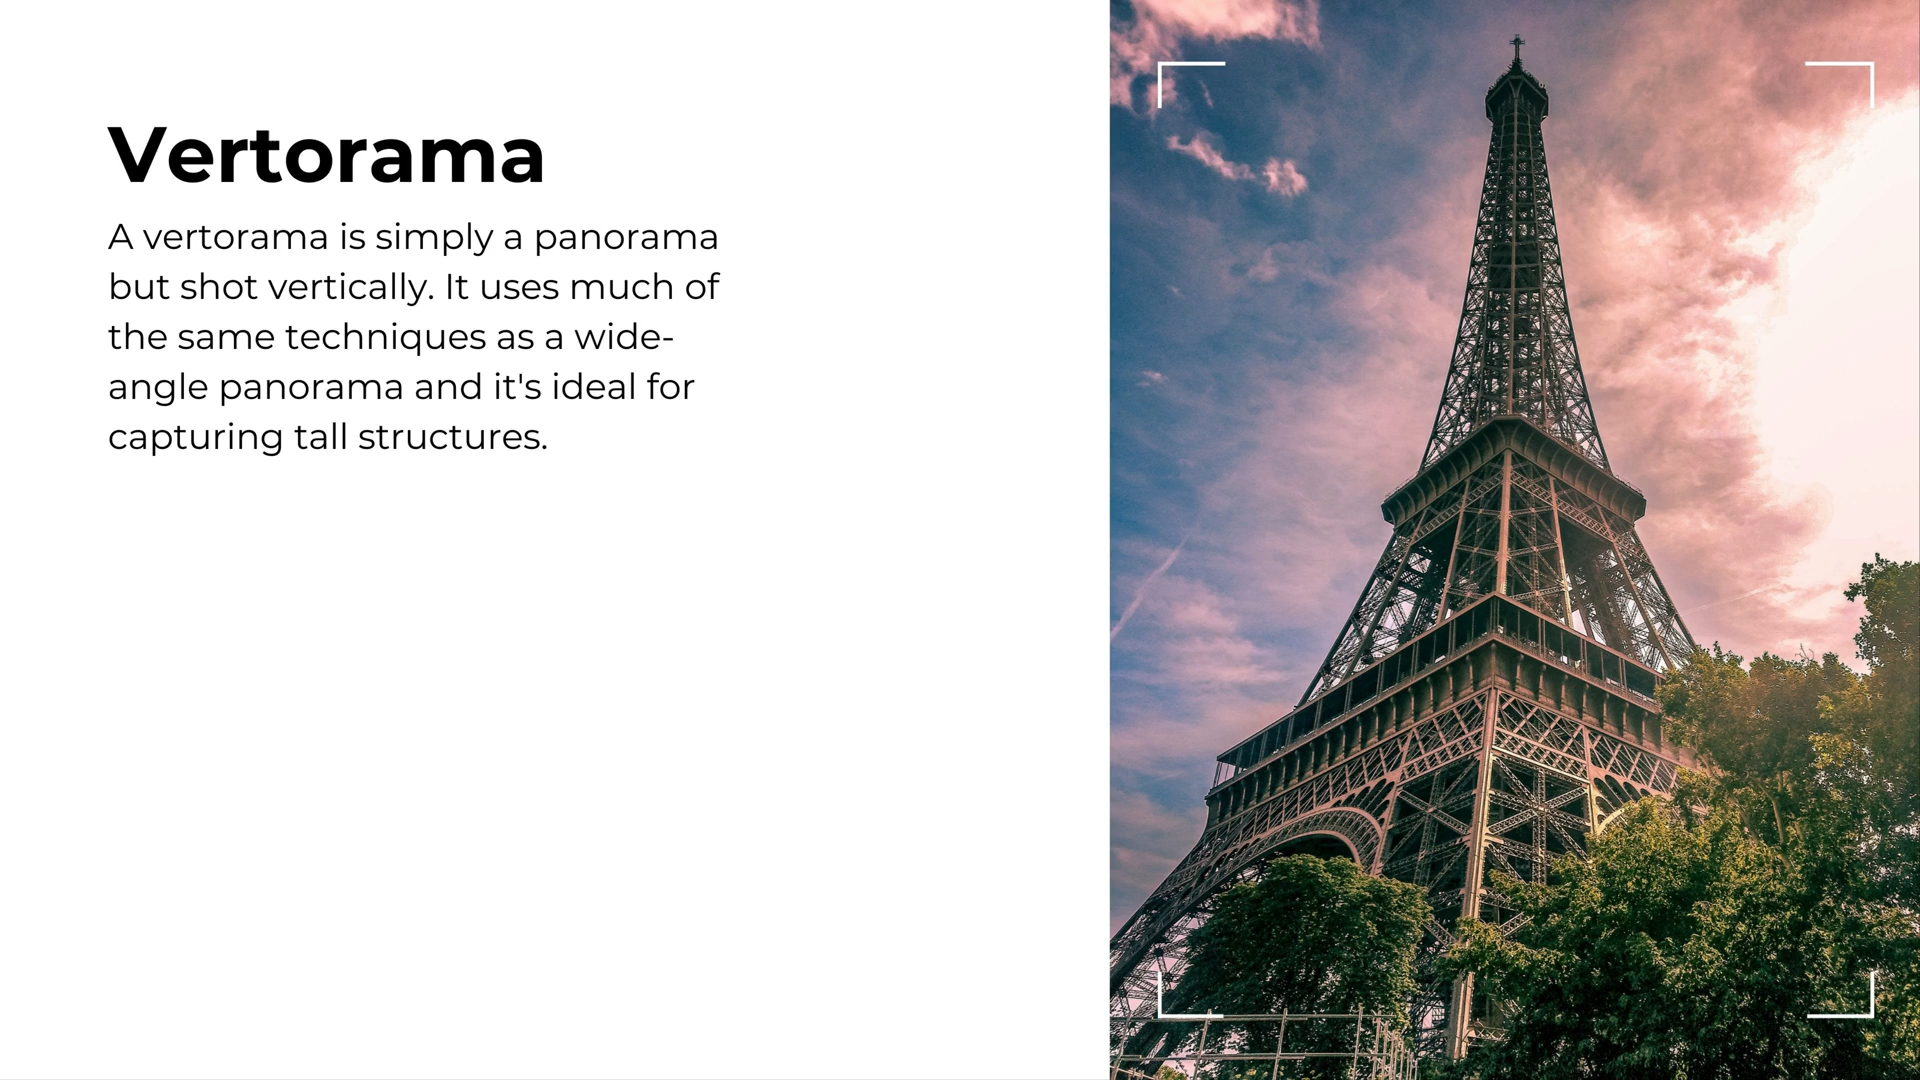 Vertorama
A vertorama is simply a panorama
but shot vertically. It uses much of
the same techniques as a wide-
angle panorama and it's ideal for
capturing tall structures.